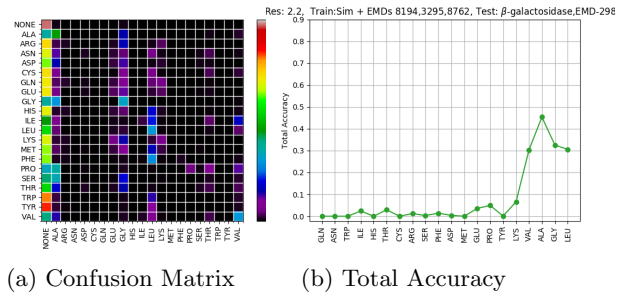 Res: 2.2, Train:Sim + EMDs 8194,3295,8762, Test: β-galactosidase,EMD-298
NONE
ALA
ARG
ASN
ASP
CYS
GLN
GLU
GLY
HIS
ILE
LEU
LYS
MET
PHE
PRO
SER
THR
TRP
TYR
VAL
NONE ALA ARG ASN ASP CYS GLN GLU GLY HIS ILE LEU LYS MET PHE PRO SER THR TRP TYR VAL
Total Accuracy
0.9
0.8
0.7
0.6
0.5
0.4
0.3
0.2
0.1
0.0
GLN ASN TRP ILE HIS THR CYS ARG SER PHE ASP MET GLU PRO TYR LYS VAL ALA GLY LEU
(a) Confusion Matrix
(b) Total Accuracy